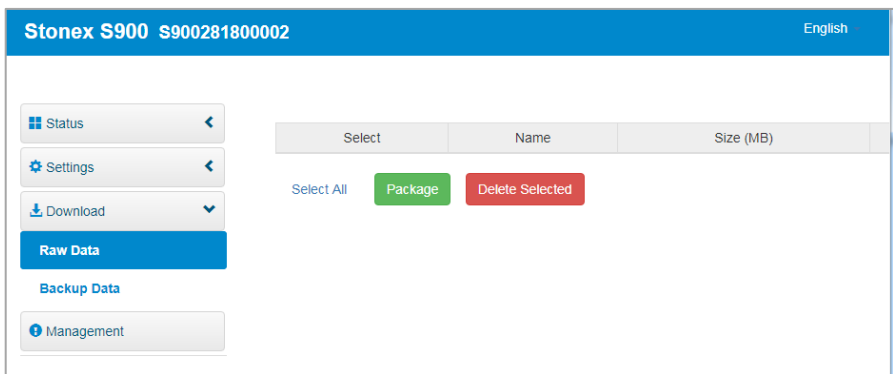 Stonex S900 S900281800002
English
Status
Settings
Download
Raw Data
Backup Data
Management
Select Name Size (MB)
Select All Package Delete Selected